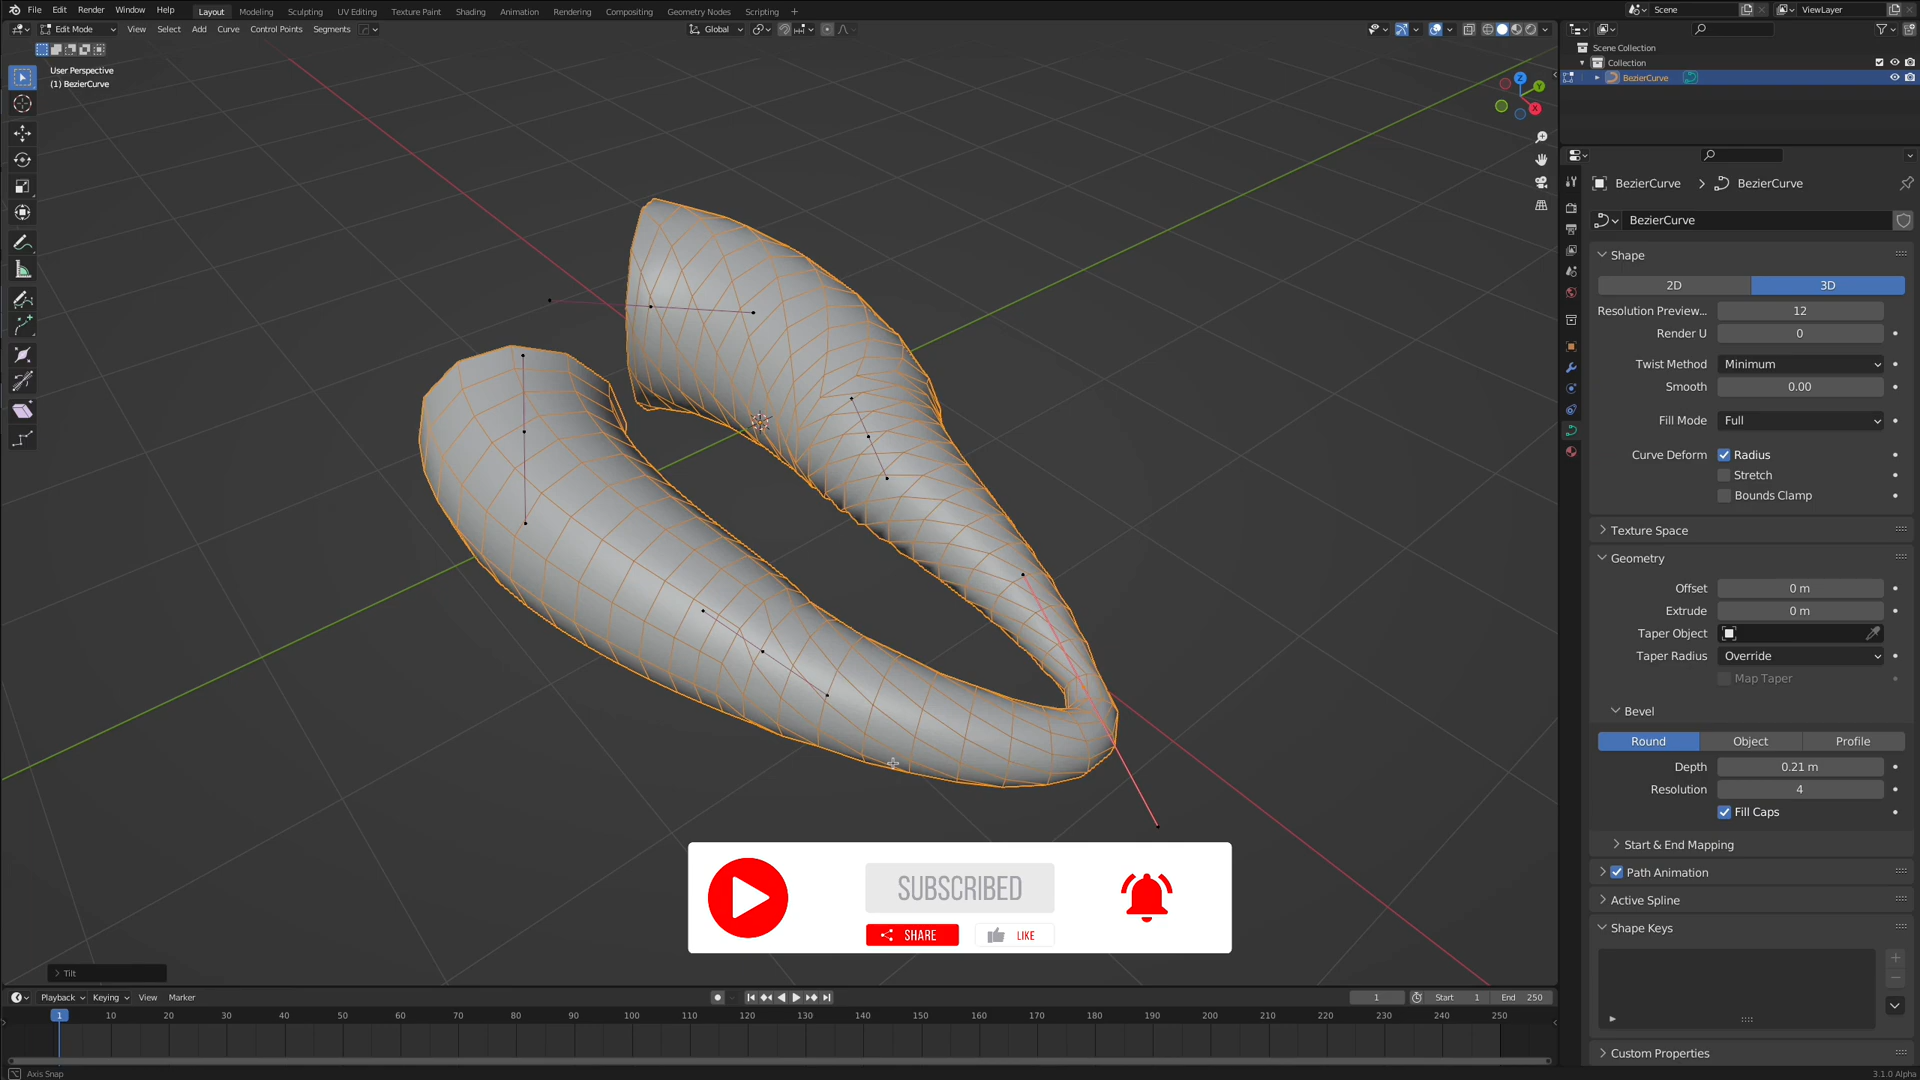 File Edit Render Window Help Layout Modeling Sculpting UV Editing Texture Paint Shading Animation Rendering Compositing Geometry Nodes Scripting + Scene ViewLayer
Edit Mode View Select Add Curve Control Points Segments Global
User Perspective
(1) BezierCurve
Scene Collection
Collection
BezierCurve
BezierCurve > BezierCurve
BezierCurve
Shape
2D 3D
Resolution Preview... 12
Render U 0
Twist Method Minimum
Smooth 0.00
Fill Mode Full
Curve Deform Radius
Stretch
Bounds Clamp
Texture Space
Geometry
Offset 0 m
Extrude 0 m
Taper Object
Taper Radius Override
Map Taper
Bevel
Round Object Profile
Depth 0.21 m
Resolution 4
Fill Caps
Start & End Mapping
Path Animation
Active Spline
Shape Keys
Custom Properties
Z
Y
X
SUBSCRIBED
SHARE LIKE
> Tilt
Playback Keying View Marker 1 Start 1 End 250
1 10 20 30 40 50 60 70 80 90 100 110 120 130 140 150 160 170 180 190 200 210 220 230 240 250
Axis Snap 3.1.0 Alpha